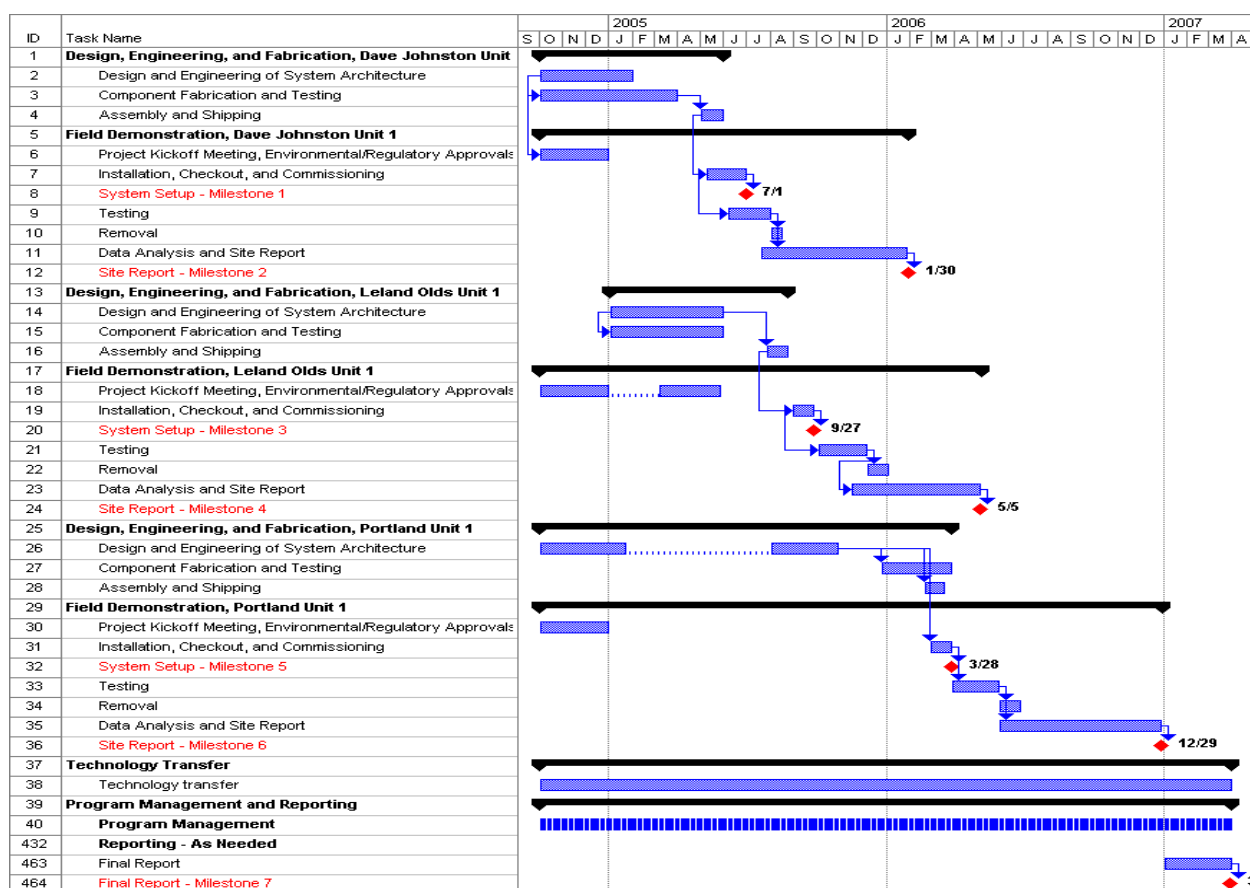 2005 2006 2007
ID Task Name S O N D J F M A M J J A S O N D J F M A M J J A S O N D J F M A
1 Design, Engineering, and Fabrication, Dave Johnston Unit
2 Design and Engineering of System Architecture
3 Component Fabrication and Testing
4 Assembly and Shipping
5 Field Demonstration, Dave Johnston Unit 1
6 Project Kickoff Meeting, Environmental/Regulatory Approvals
7 Installation, Checkout, and Commissioning
8 System Setup - Milestone 1 7/1
9 Testing
10 Removal
11 Data Analysis and Site Report
12 Site Report - Milestone 2 1/30
13 Design, Engineering, and Fabrication, Leland Olds Unit 1
14 Design and Engineering of System Architecture
15 Component Fabrication and Testing
16 Assembly and Shipping
17 Field Demonstration, Leland Olds Unit 1
18 Project Kickoff Meeting, Environmental/Regulatory Approvals
19 Installation, Checkout, and Commissioning
20 System Setup - Milestone 3 9/27
21 Testing
22 Removal
23 Data Analysis and Site Report
24 Site Report - Milestone 4 5/5
25 Design, Engineering, and Fabrication, Portland Unit 1
26 Design and Engineering of System Architecture
27 Component Fabrication and Testing
28 Assembly and Shipping
29 Field Demonstration, Portland Unit 1
30 Project Kickoff Meeting, Environmental/Regulatory Approvals
31 Installation, Checkout, and Commissioning
32 System Setup - Milestone 5 3/28
33 Testing
34 Removal
35 Data Analysis and Site Report
36 Site Report - Milestone 6 12/29
37 Technology Transfer
38 Technology transfer
39 Program Management and Reporting
40 Program Management
432 Reporting - As Needed
463 Final Report
464 Final Report - Milestone 7